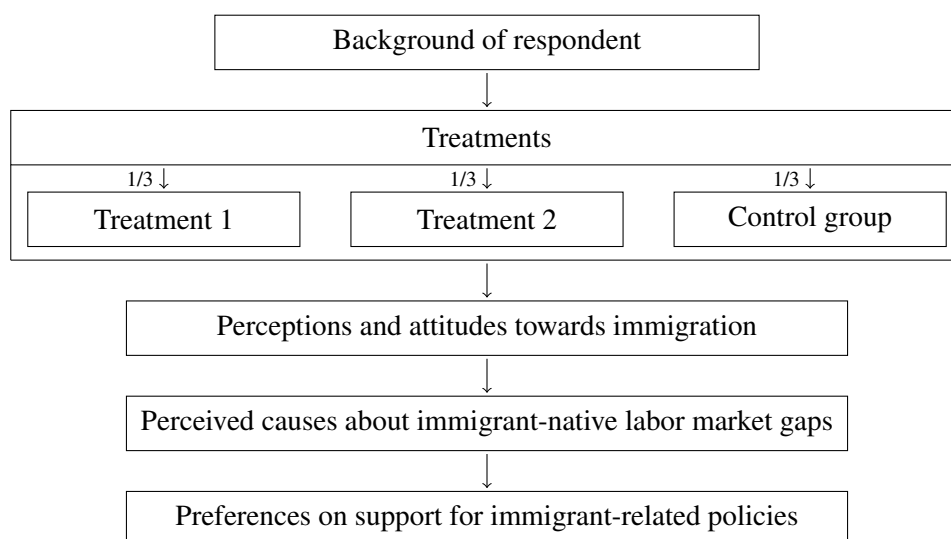 Background of respondent
Treatments
1/3 1/3 1/3
Treatment 1 Treatment 2 Control group
Perceptions and attitudes towards immigration
Perceived causes about immigrant-native labor market gaps
Preferences on support for immigrant-related policies